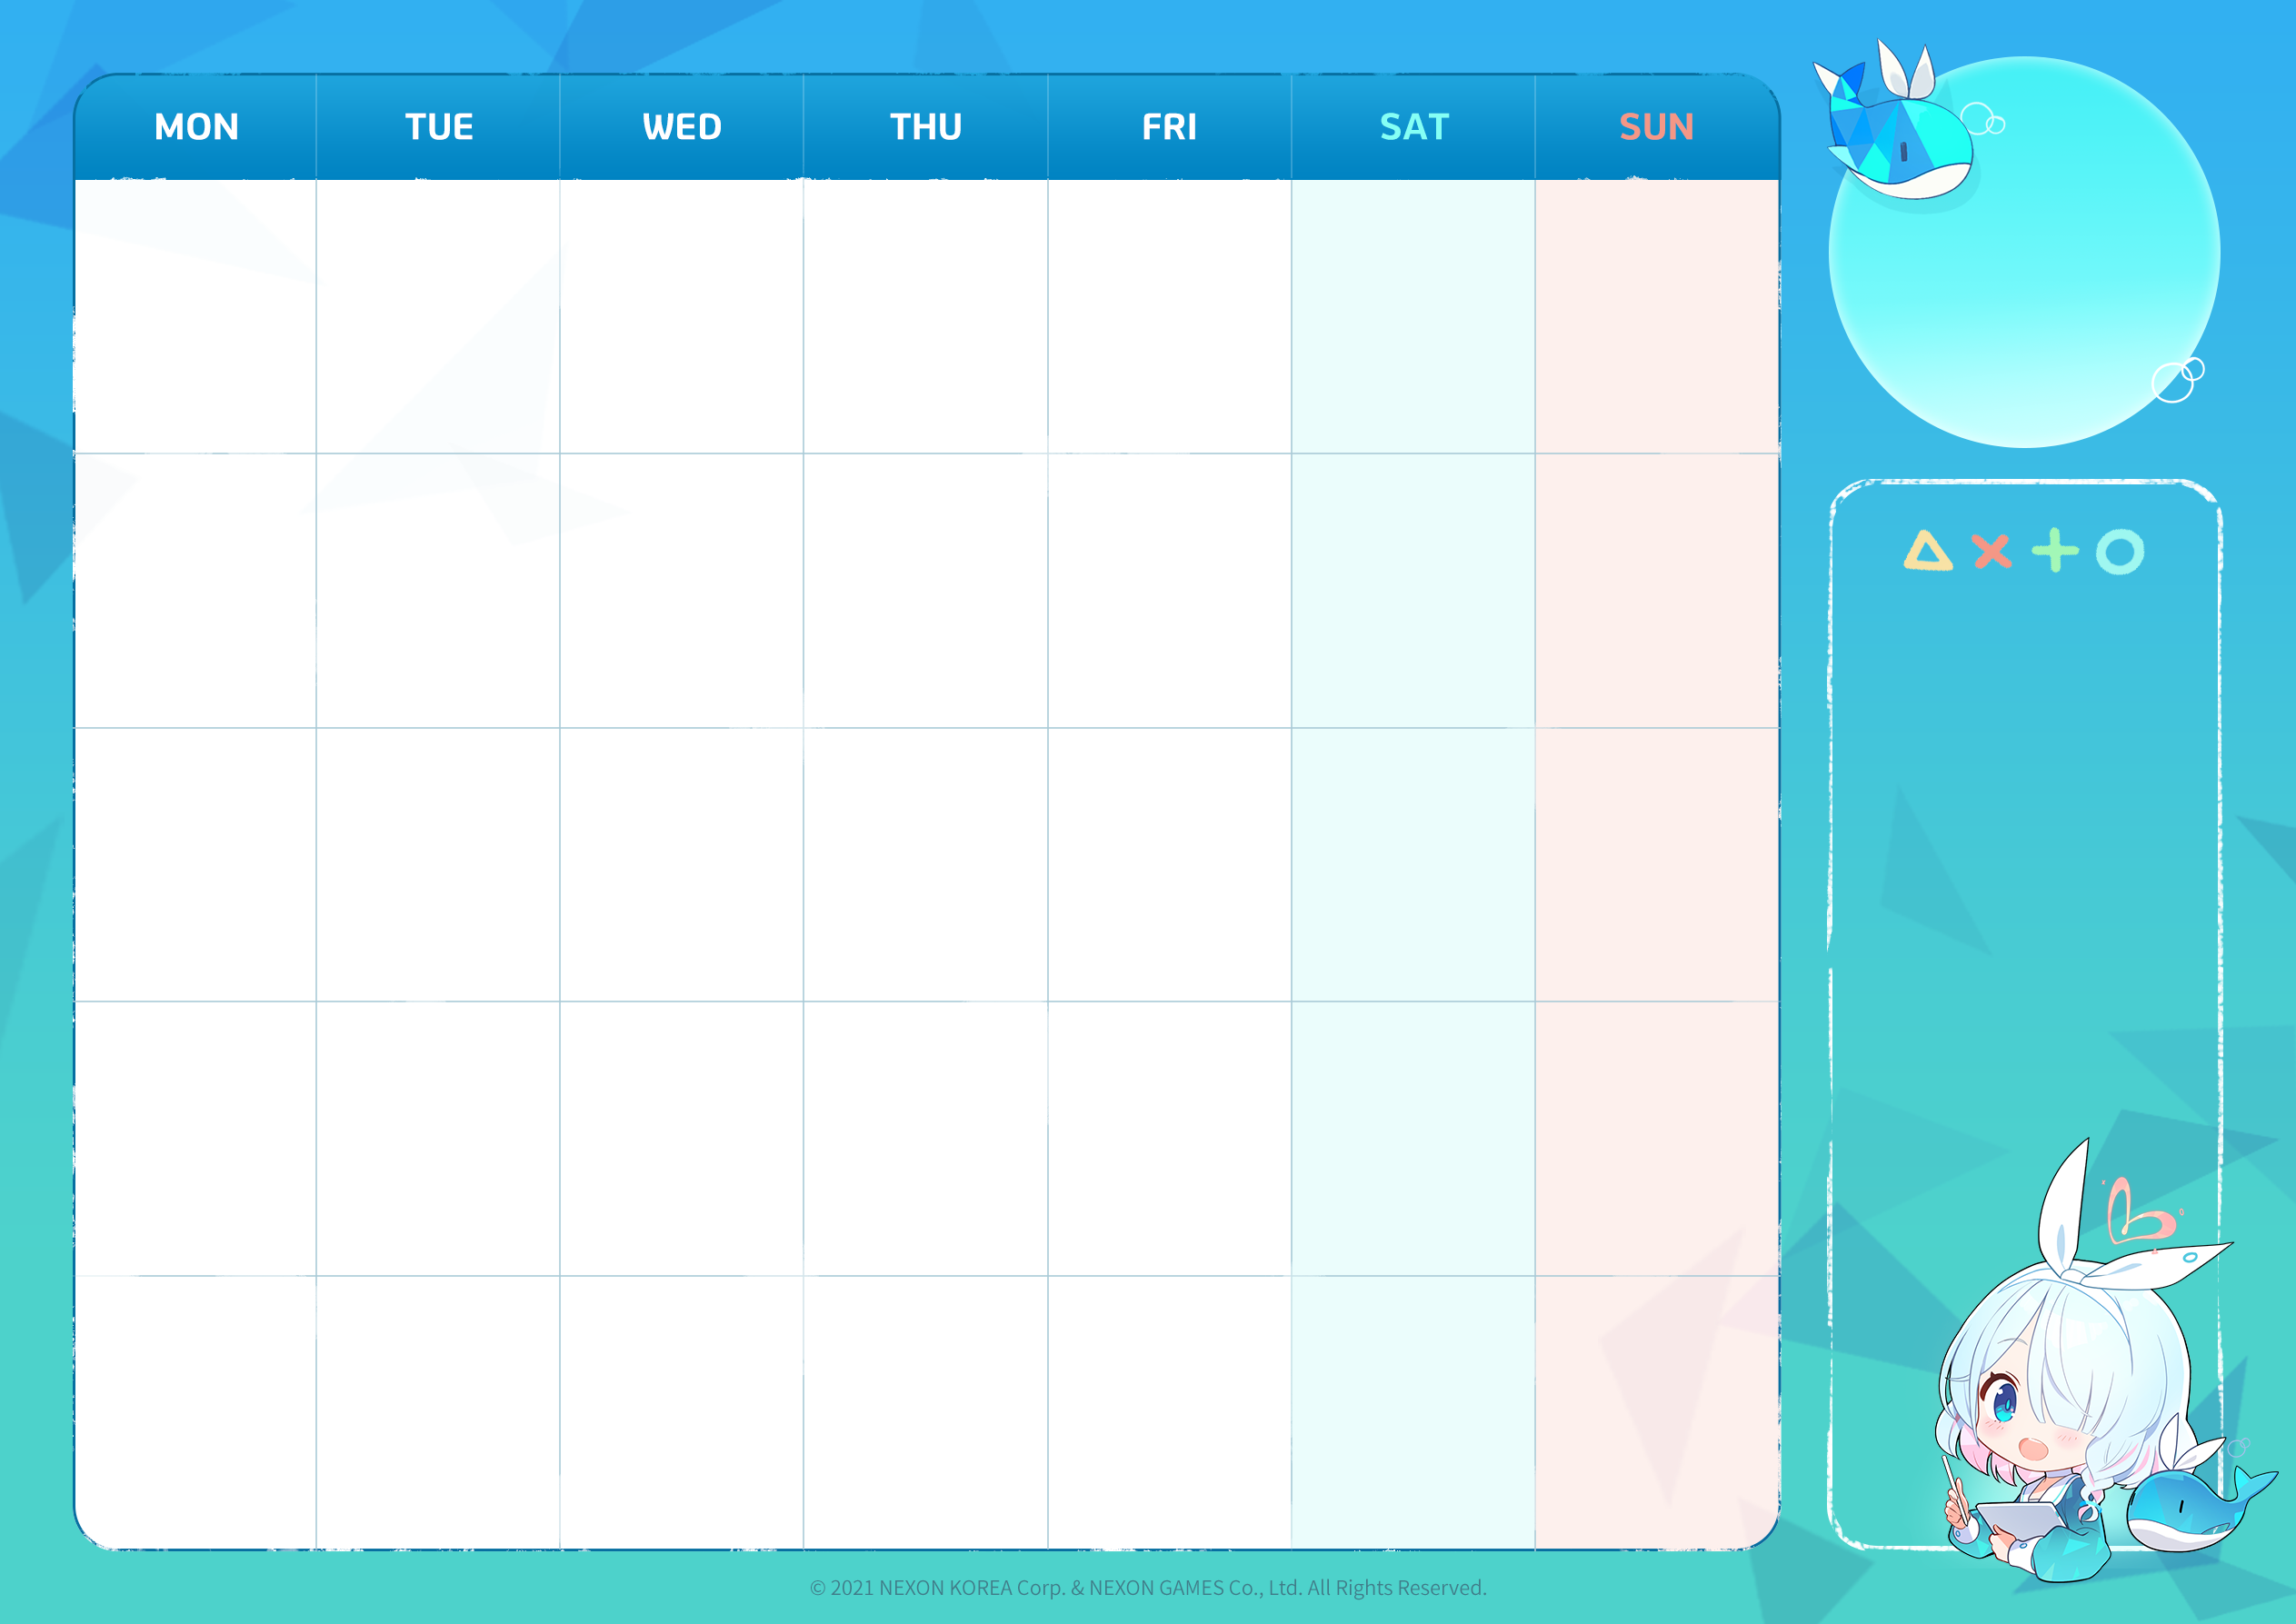 MON TUE WED THU FRI SAT SUN
© 2021 NEXON KOREA Corp. & NEXON GAMES Co., Ltd. All Rights Reserved.